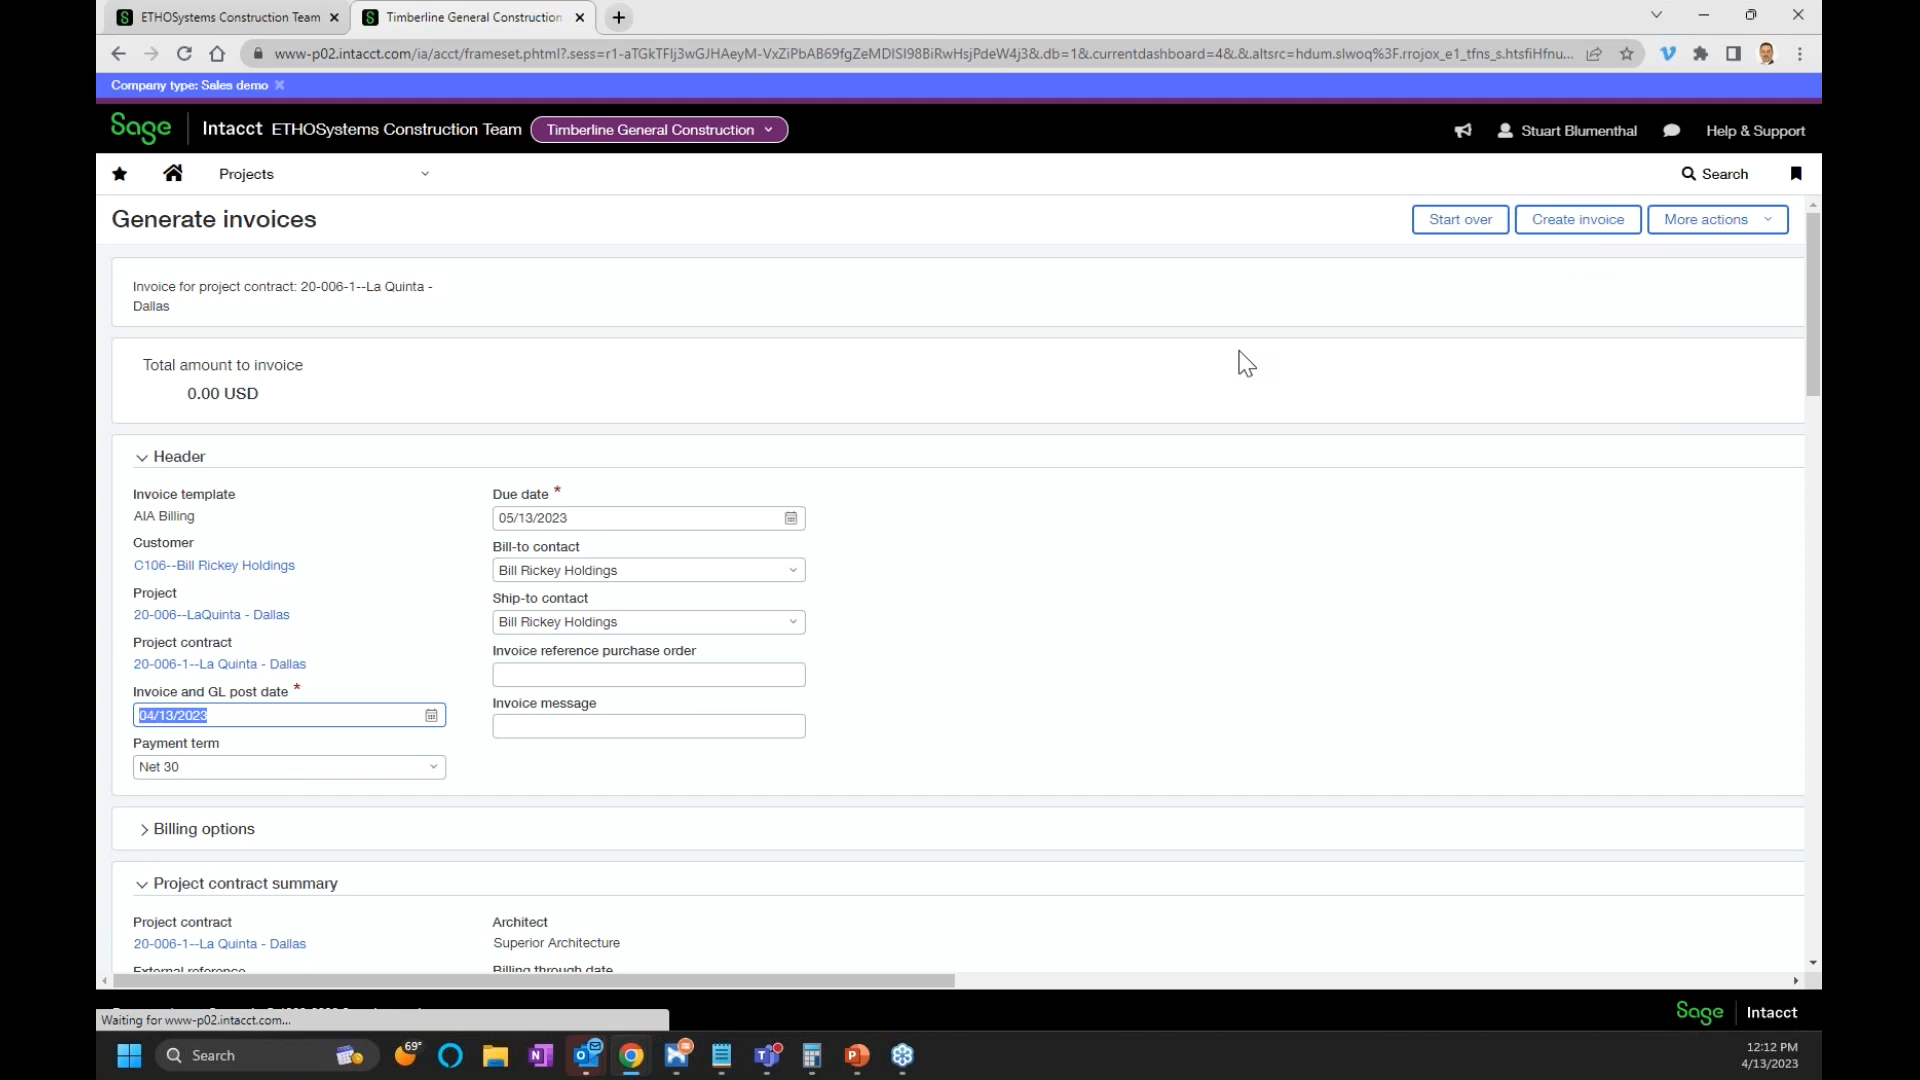 ETHOSystems Construction Team
Timberline General Construction
www-p02.intacct.com/ia/acct/frameset.phtml?.sess=r1-aTGkTFIj3wGJHAeyM-VxZiPbAB69fgZeMDISI98BiRwHsjPdeW4j3&.db=1&.currentdashboard=4&.&.altsrc=hdum.slwoq%3F.rrojox_e1_tfns_s.htsfiHfnu...
Company type: Sales demo
Sage Intacct ETHOSystems Construction Team Timberline General Construction
Stuart Blumenthal
Help & Support
Projects
Search
Generate invoices
Start over
Create invoice
More actions
Invoice for project contract: 20-006-1--La Quinta -
Dallas
Total amount to invoice
0.00 USD
Header
Invoice template
AIA Billing
Customer
C106--Bill Rickey Holdings
Project
20-006--LaQuinta - Dallas
Project contract
20-006-1--La Quinta - Dallas
Invoice and GL post date *
04/13/2023
Payment term
Net 30
Due date *
05/13/2023
Bill-to contact
Bill Rickey Holdings
Ship-to contact
Bill Rickey Holdings
Invoice reference purchase order
Invoice message
Billing options
Project contract summary
Project contract
20-006-1--La Quinta - Dallas
External reference
Architect
Superior Architecture
Billing through date
Sage Intacct
Waiting for www-p02.intacct.com...
Search
69°
12:12 PM
4/13/2023